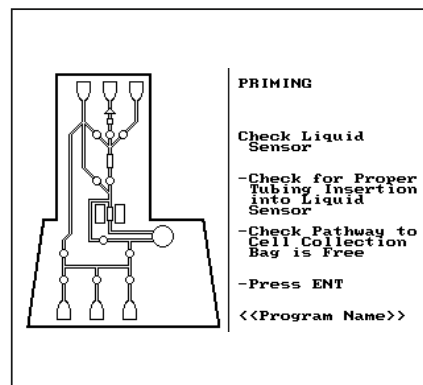 PRIMING
Check Liquid
Sensor
-Check for Proper
Tubing Insertion
into Liquid
Sensor
-Check Pathway to
Cell Collection
Bag is Free
-Press ENT
<<Program Name>>